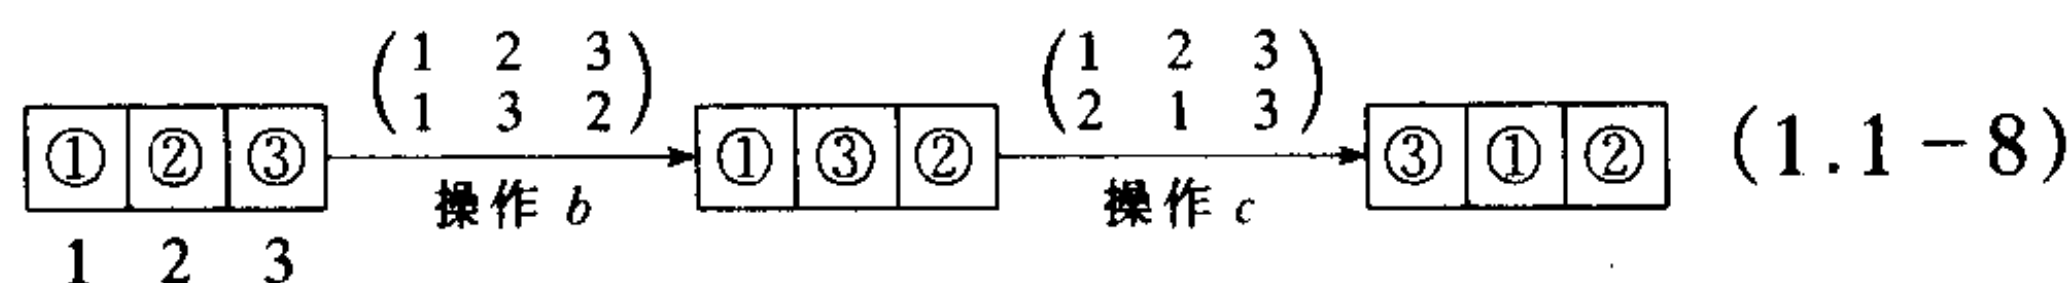 (1 2 3) (1 2 3)
(1 3 2) (2 1 3)
①②③ ①③② ③①② (1.1-8)
操作 b 操作 c
1 2 3